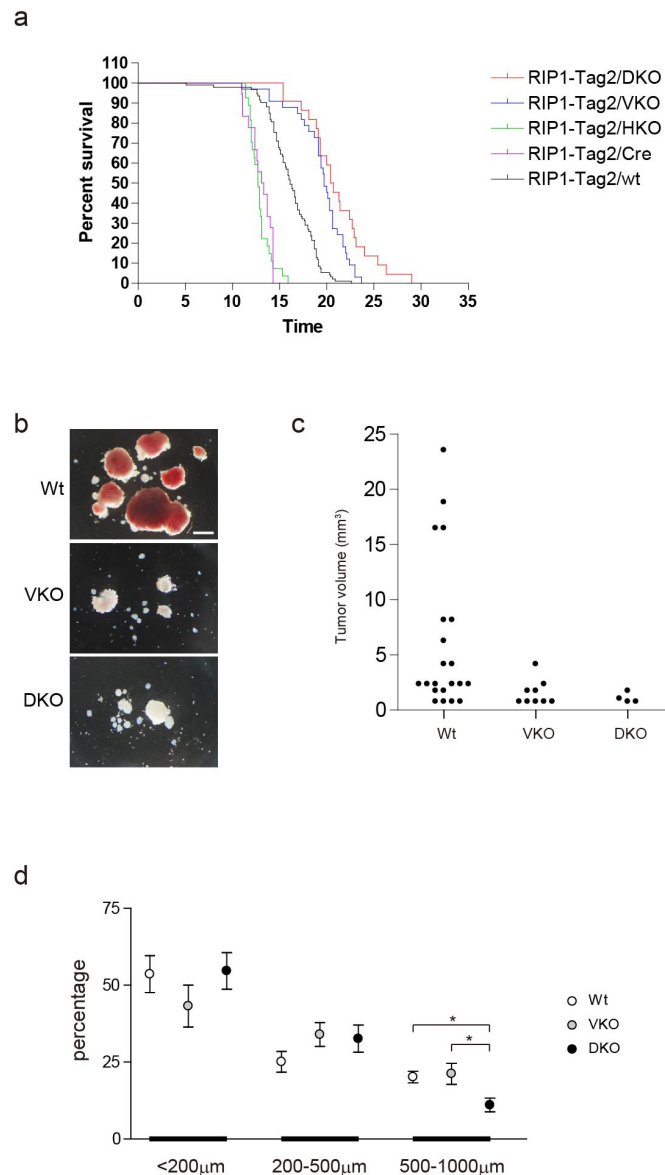 a
110
100
90
80
70
60
50
40
30
20
10
0
Percent survival
0 5 10 15 20 25 30 35
Time
RIP1-Tag2/DKO
RIP1-Tag2/VKO
RIP1-Tag2/HKO
RIP1-Tag2/Cre
RIP1-Tag2/wt
b
Wt
VKO
DKO
c
25
20
15
10
5
0
Tumor volume (mm³)
Wt VKO DKO
d
75
50
25
0
percentage
*
*
<200μm 200-500μm 500-1000μm
Wt
VKO
DKO